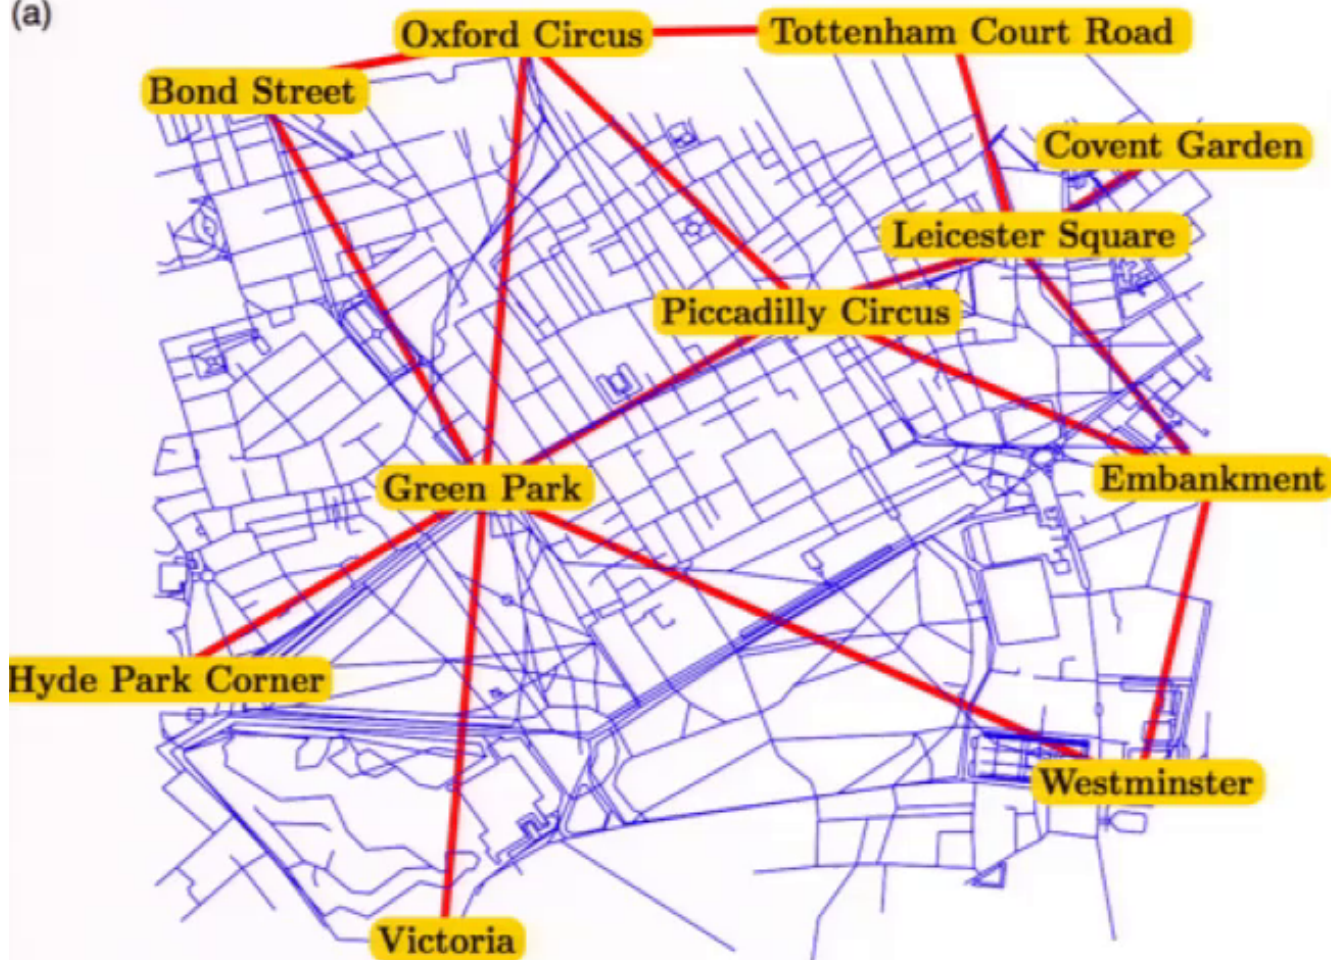 (a)
Oxford Circus
Tottenham Court Road
Bond Street
Covent Garden
Leicester Square
Piccadilly Circus
Green Park
Embankment
Hyde Park Corner
Westminster
Victoria